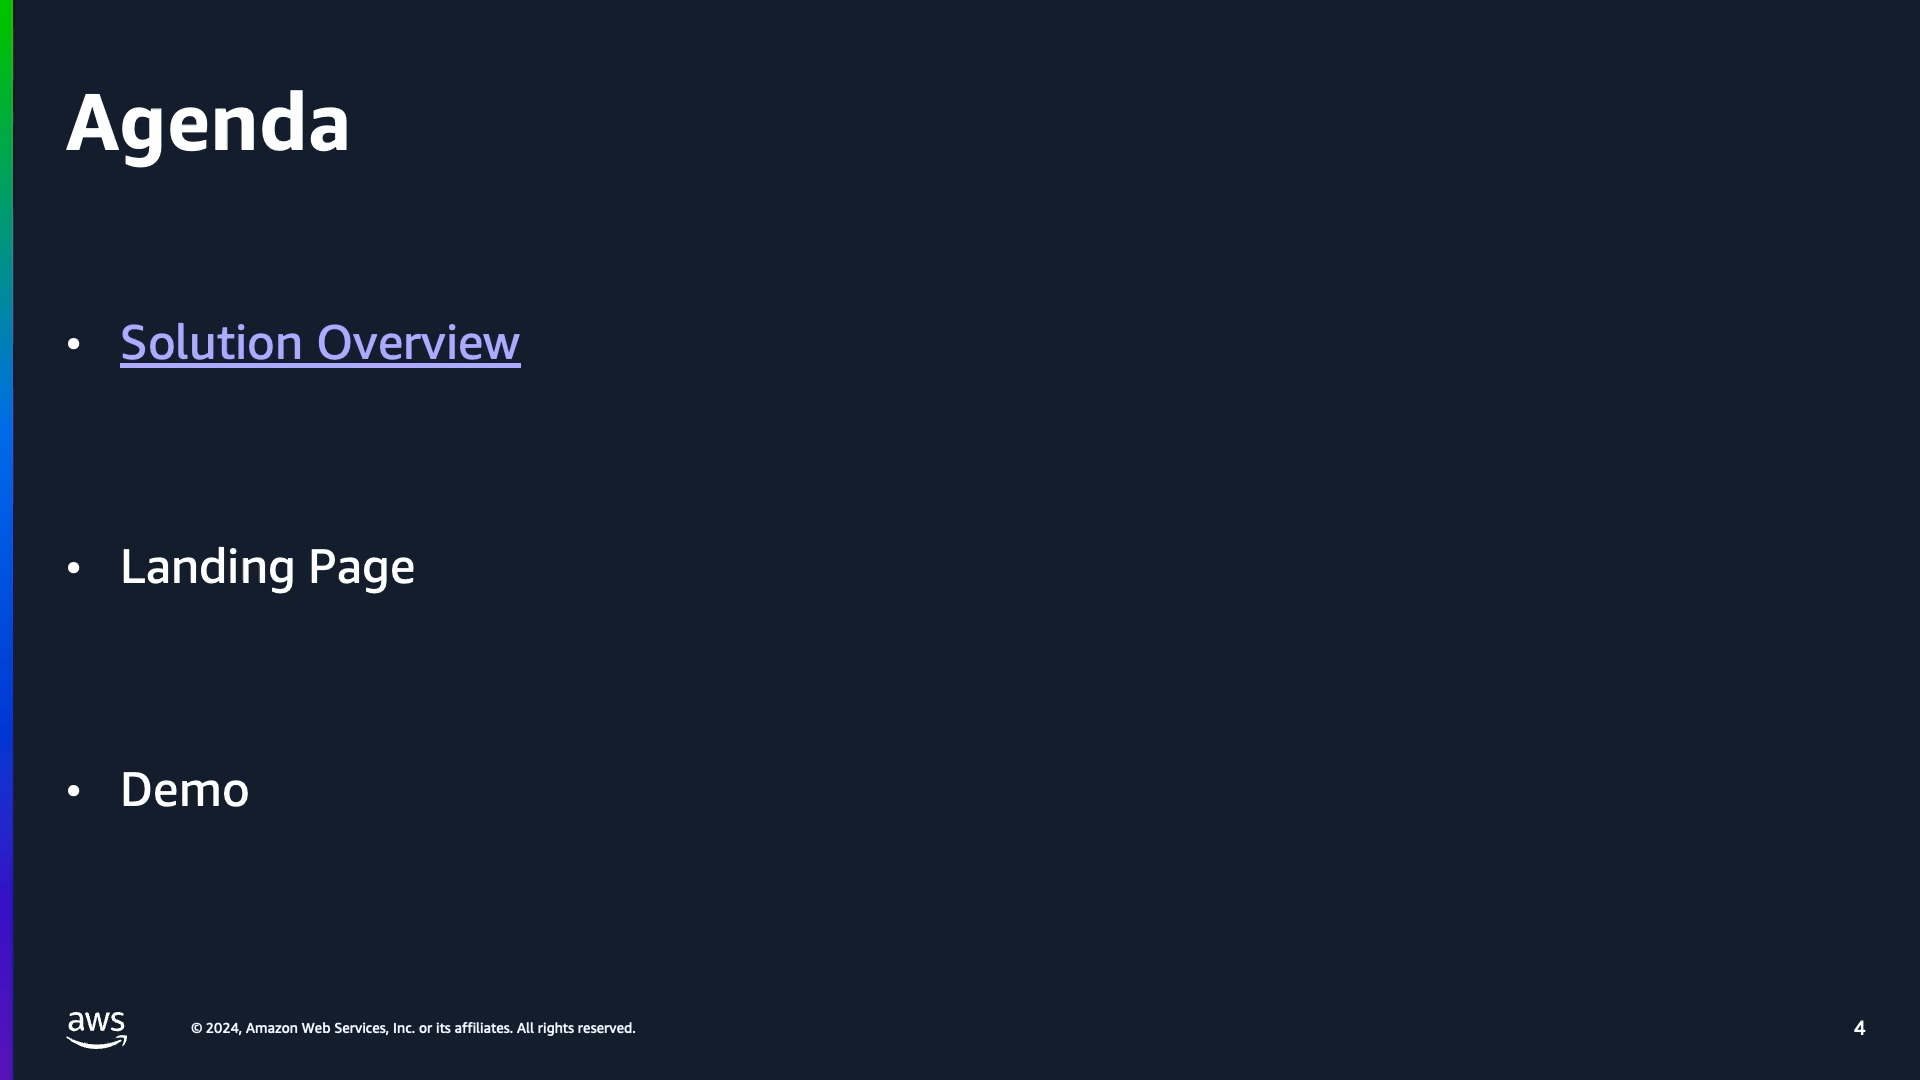 Agenda
• Solution Overview
• Landing Page
• Demo
aws
© 2024, Amazon Web Services, Inc. or its affiliates. All rights reserved.
4